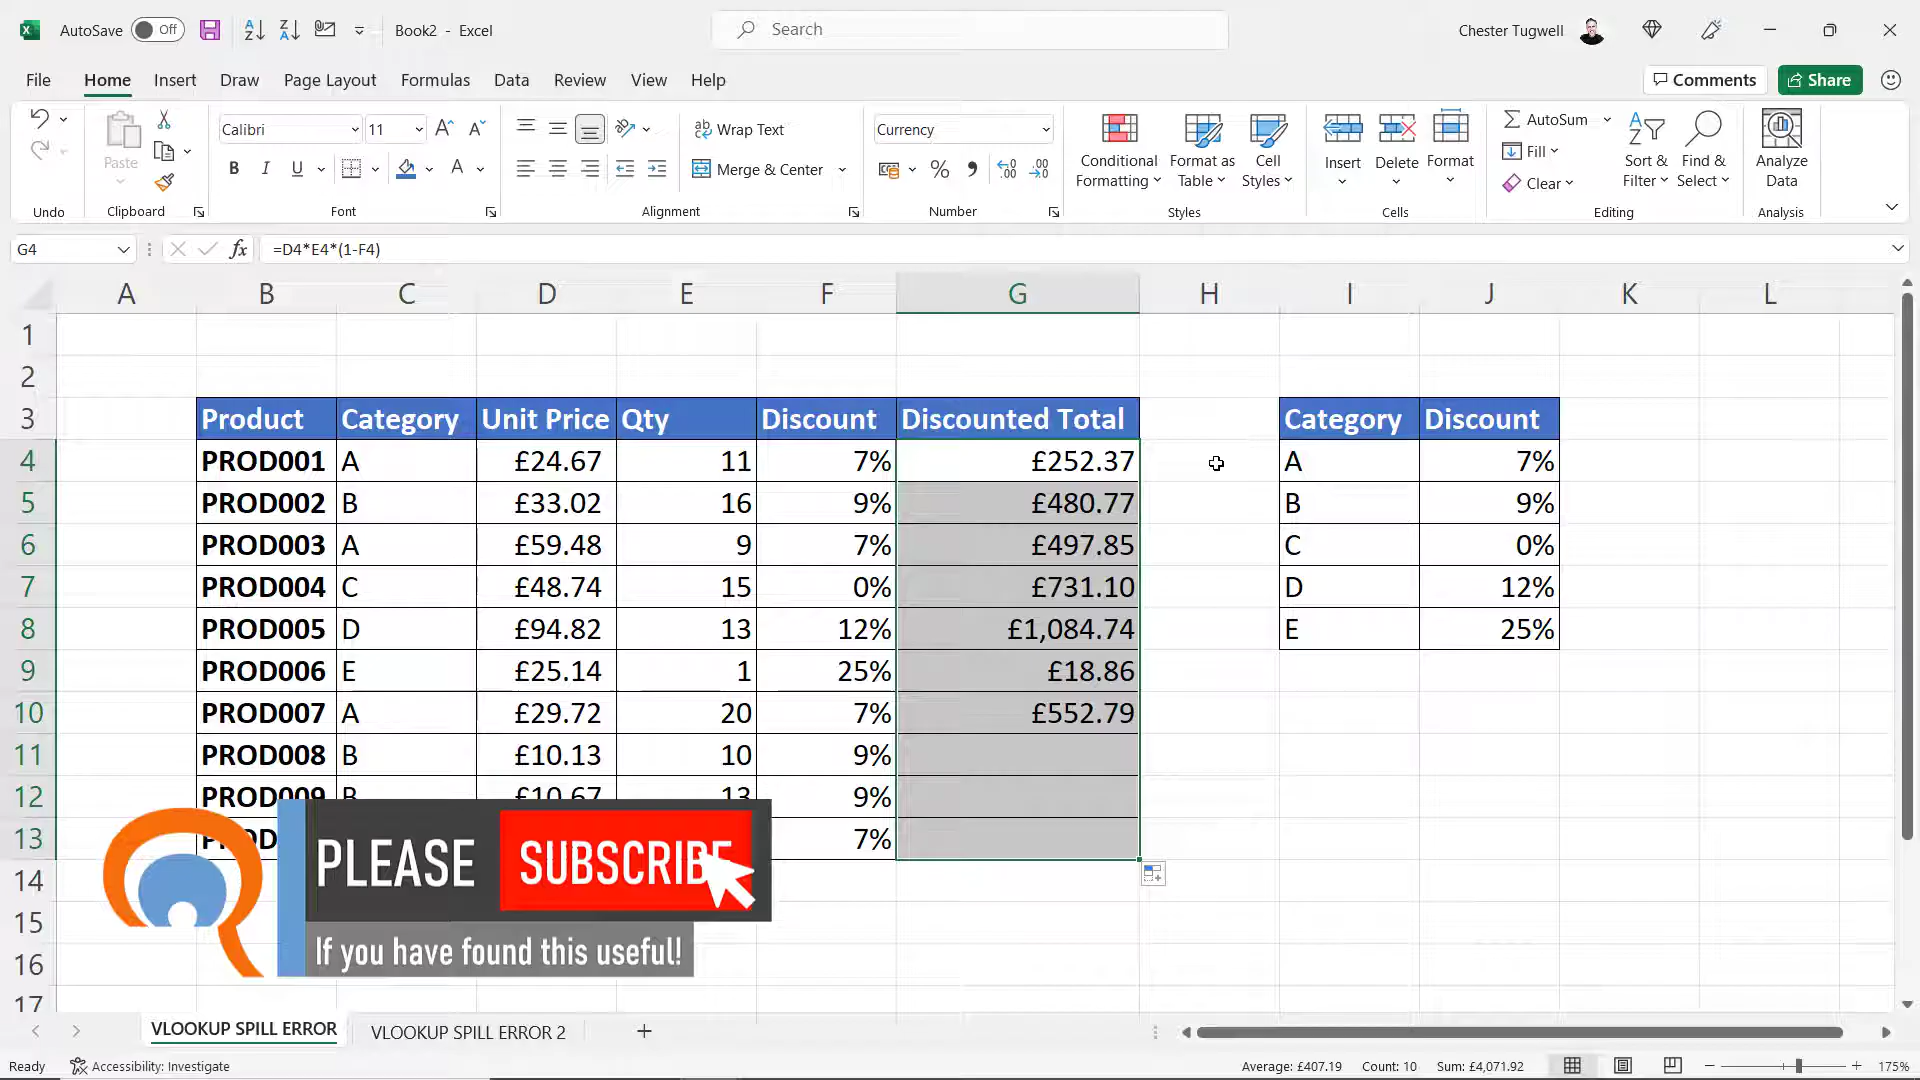 AutoSave Off Book2 - Excel Search Chester Tugwell
File Home Insert Draw Page Layout Formulas Data Review View Help Comments Share
Paste Calibri 11 Wrap Text Currency Conditional Formatting Format as Table Cell Styles Insert Delete Format AutoSum Sort & Filter Find & Select Analyze Data
B I U Merge & Center % Fill
Clear
Undo Clipboard Font Alignment Number Styles Cells Editing Analysis
G4 fx =D4*E4*(1-F4)
A B C D E F G H I J K L
1
2
3 Product Category Unit Price Qty Discount Discounted Total Category Discount
4 PROD001 A £24.67 11 7% £252.37 A 7%
5 PROD002 B £33.02 16 9% £480.77 B 9%
6 PROD003 A £59.48 9 7% £497.85 C 0%
7 PROD004 C £48.74 15 0% £731.10 D 12%
8 PROD005 D £94.82 13 12% £1,084.74 E 25%
9 PROD006 E £25.14 1 25% £18.86
10 PROD007 A £29.72 20 7% £552.79
11 PROD008 B £10.13 10 9%
12 PROD009 B £10.67 13 9%
13 7%
14
15
16
17
PLEASE SUBSCRIBE
If you have found this useful!
VLOOKUP SPILL ERROR VLOOKUP SPILL ERROR 2
Ready Accessibility: Investigate Average: £407.19 Count: 10 Sum: £4,071.92 175%